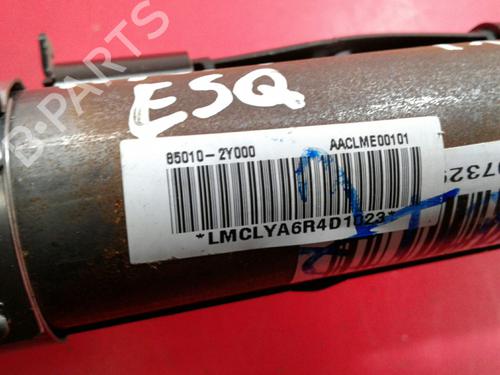 B-PARTS
ESQ
85010-2Y000 AACLME00101
*LMCLYA6R4D1023*